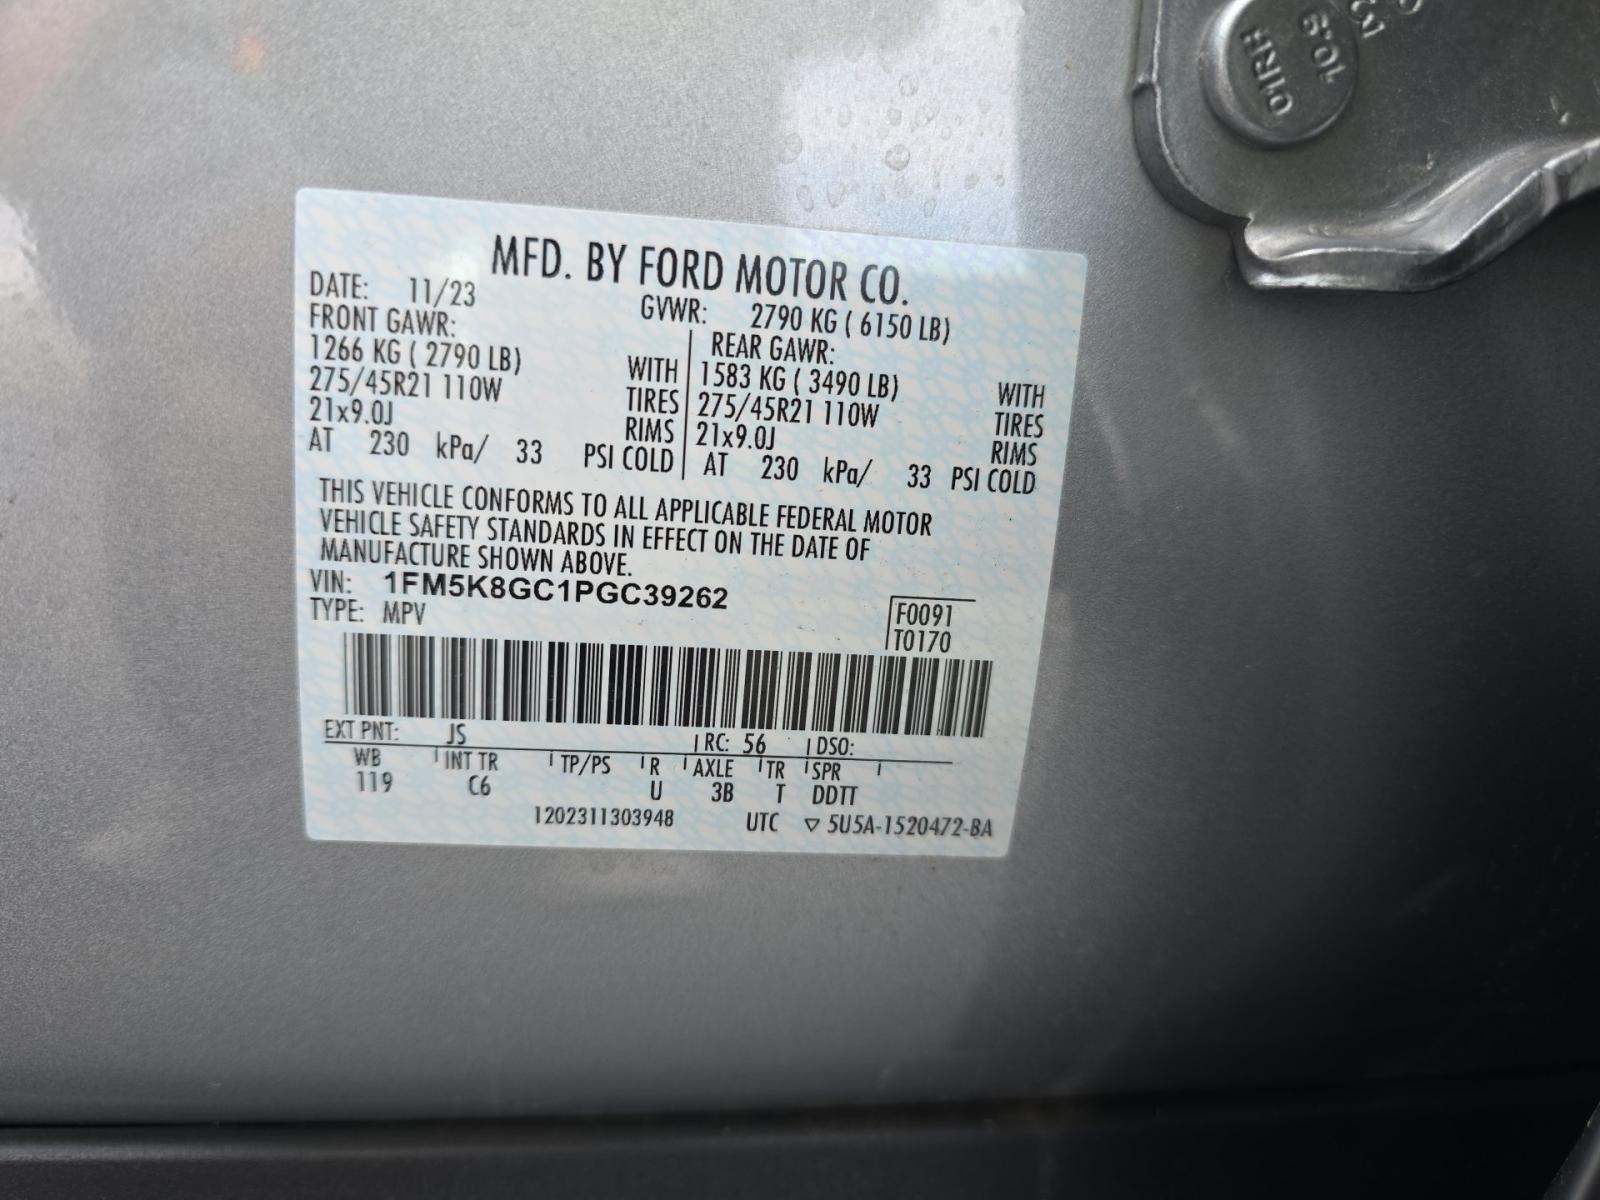 01RH
10.9
MFD. BY FORD MOTOR CO.
DATE: 11/23 GVWR: 2790 KG ( 6150 LB)
FRONT GAWR: REAR GAWR:
1266 KG ( 2790 LB) WITH 1583 KG ( 3490 LB) WITH
275/45R21 110W TIRES 275/45R21 110W TIRES
21x9.0J RIMS 21x9.0J RIMS
AT 230 kPa/ 33 PSI COLD AT 230 kPa/ 33 PSI COLD
THIS VEHICLE CONFORMS TO ALL APPLICABLE FEDERAL MOTOR
VEHICLE SAFETY STANDARDS IN EFFECT ON THE DATE OF
MANUFACTURE SHOWN ABOVE.
VIN: 1FM5K8GC1PGC39262
TYPE: MPV
F0091
T0170
EXT PNT: JS RC: 56 DSO:
WB INT TR TP/PS R AXLE TR SPR
119 C6 U 3B T DDTT
1202311303948 UTC ▽ 5U5A-1520472-BA